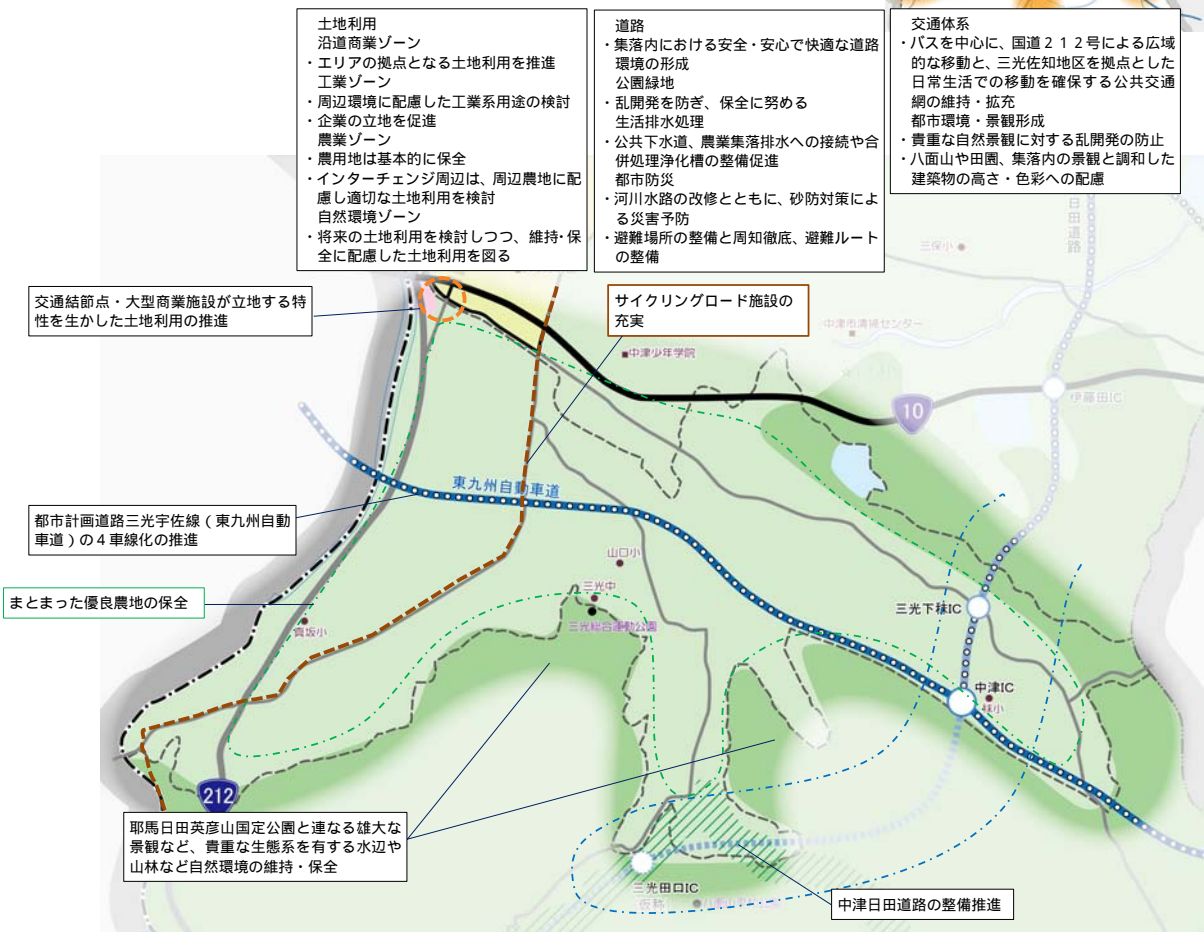 土地利用
沿道商業ゾーン
・エリアの拠点となる土地利用を推進
工業ゾーン
・周辺環境に配慮した工業系用途の検討
・企業の立地を促進
農業ゾーン
・農用地は基本的に保全
・インターチェンジ周辺は、周辺農地に配
慮し適切な土地利用を検討
自然環境ゾーン
・将来の土地利用を検討しつつ、維持・保
全に配慮した土地利用を図る
道路
・集落内における安全・安心で快適な道路
環境の形成
公園緑地
・乱開発を防ぎ、保全に努める
生活排水処理
・公共下水道、農業集落排水への接続や合
併処理浄化槽の整備促進
都市防災
・河川水路の改修とともに、砂防対策によ
る災害予防
・避難場所の整備と周知徹底、避難ルート
の整備
交通体系
・バスを中心に、国道２１２号による広域
的な移動と、三光佐知地区を拠点とした
日常生活での移動を確保する公共交通
網の維持・拡充
都市環境・景観形成
・貴重な自然景観に対する乱開発の防止
・八面山や田園、集落内の景観と調和した
建築物の高さ・色彩への配慮
日田道路
三保小
交通結節点・大型商業施設が立地する特
性を生かした土地利用の推進
サイクリングロード施設の
充実
中津市清掃センター
中津少年学院
伊藤田IC
10
東九州自動車道
都市計画道路三光宇佐線（東九州自動
車道）の４車線化の推進
山口小
三光中
三光総合運動公園
まとまった優良農地の保全
真坂小
三光下秣IC
中津IC
秣小
212
耶馬日田英彦山国定公園と連なる雄大な
景観など、貴重な生態系を有する水辺や
山林など自然環境の維持・保全
三光田口IC
（仮称）
中津日田道路の整備推進